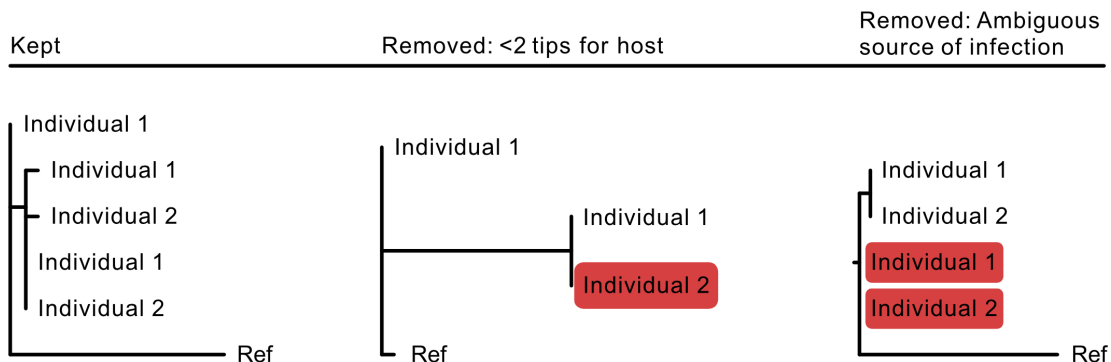 Kept
Removed: <2 tips for host
Removed: Ambiguous
source of infection
Individual 1
Individual 1
Individual 2
Individual 1
Individual 2
Ref
Individual 1
Individual 1
Individual 2
Ref
Individual 1
Individual 2
Individual 1
Individual 2
Ref